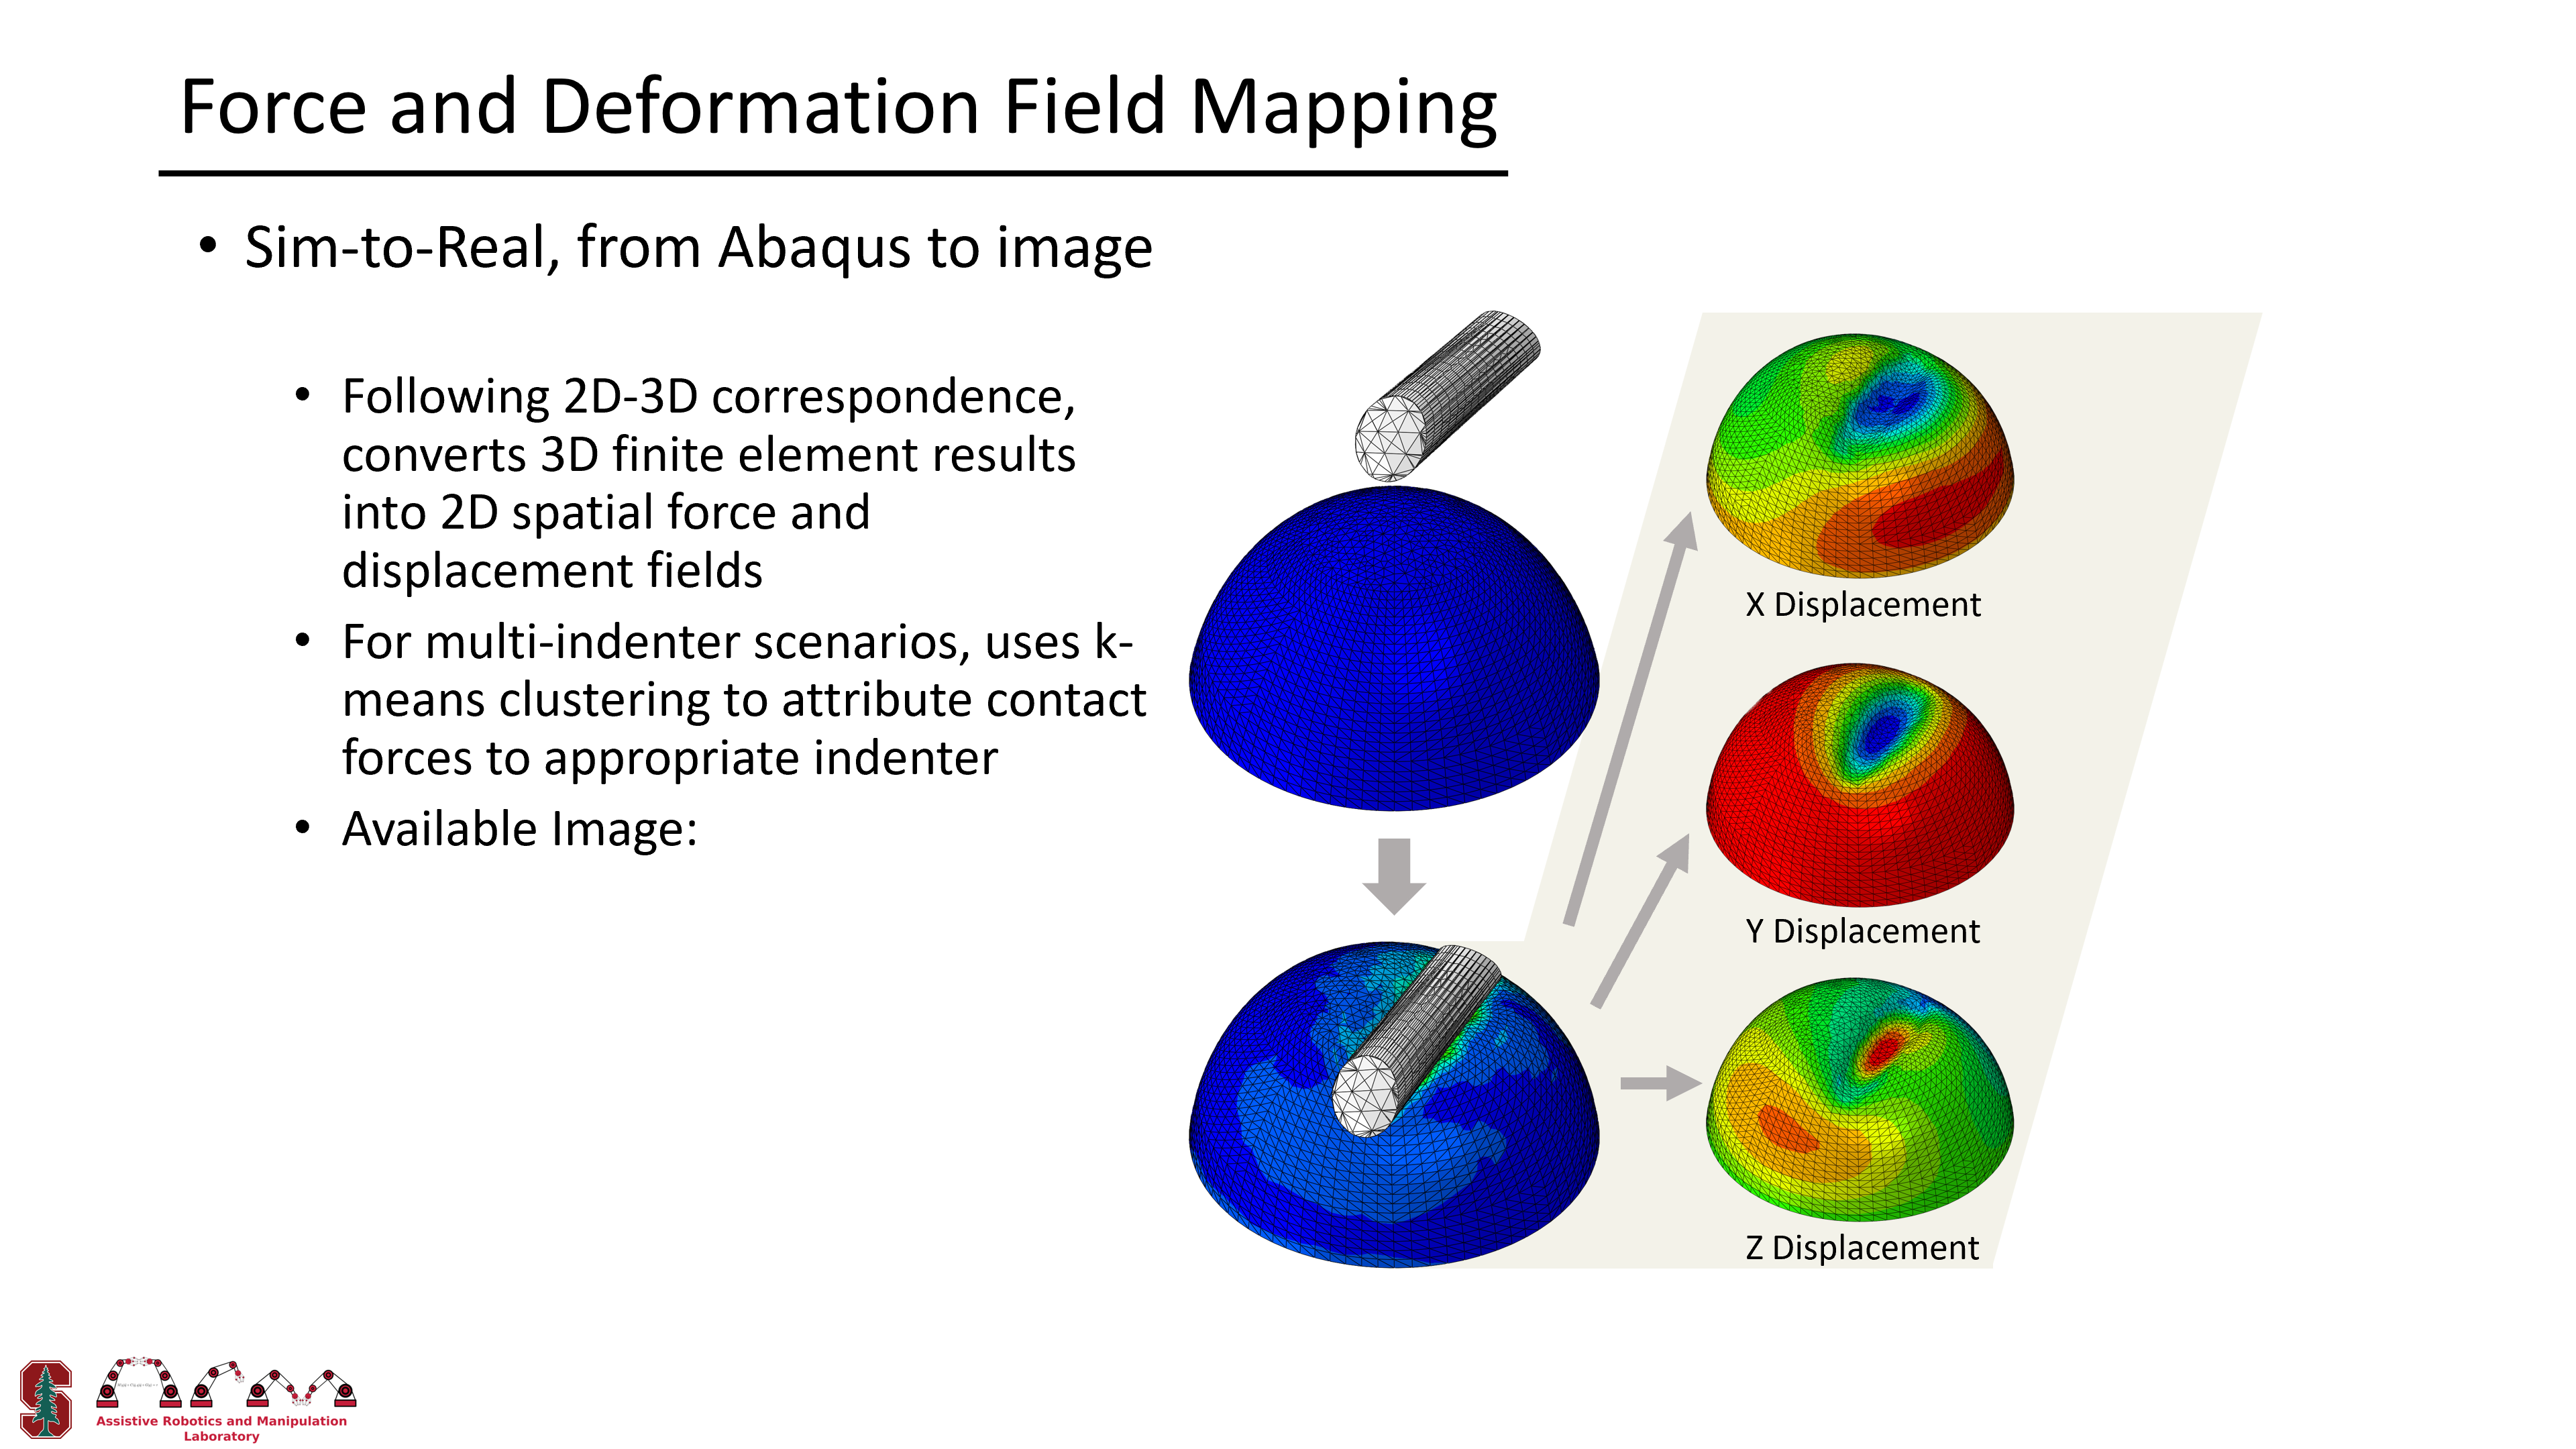 Force and Deformation Field Mapping
• Sim-to-Real, from Abaqus to image
• Following 2D-3D correspondence,
converts 3D finite element results
into 2D spatial force and
displacement fields
• For multi-indenter scenarios, uses k-
means clustering to attribute contact
forces to appropriate indenter
• Available Image:
X Displacement
Y Displacement
Z Displacement
S
Assistive Robotics and Manipulation
Laboratory